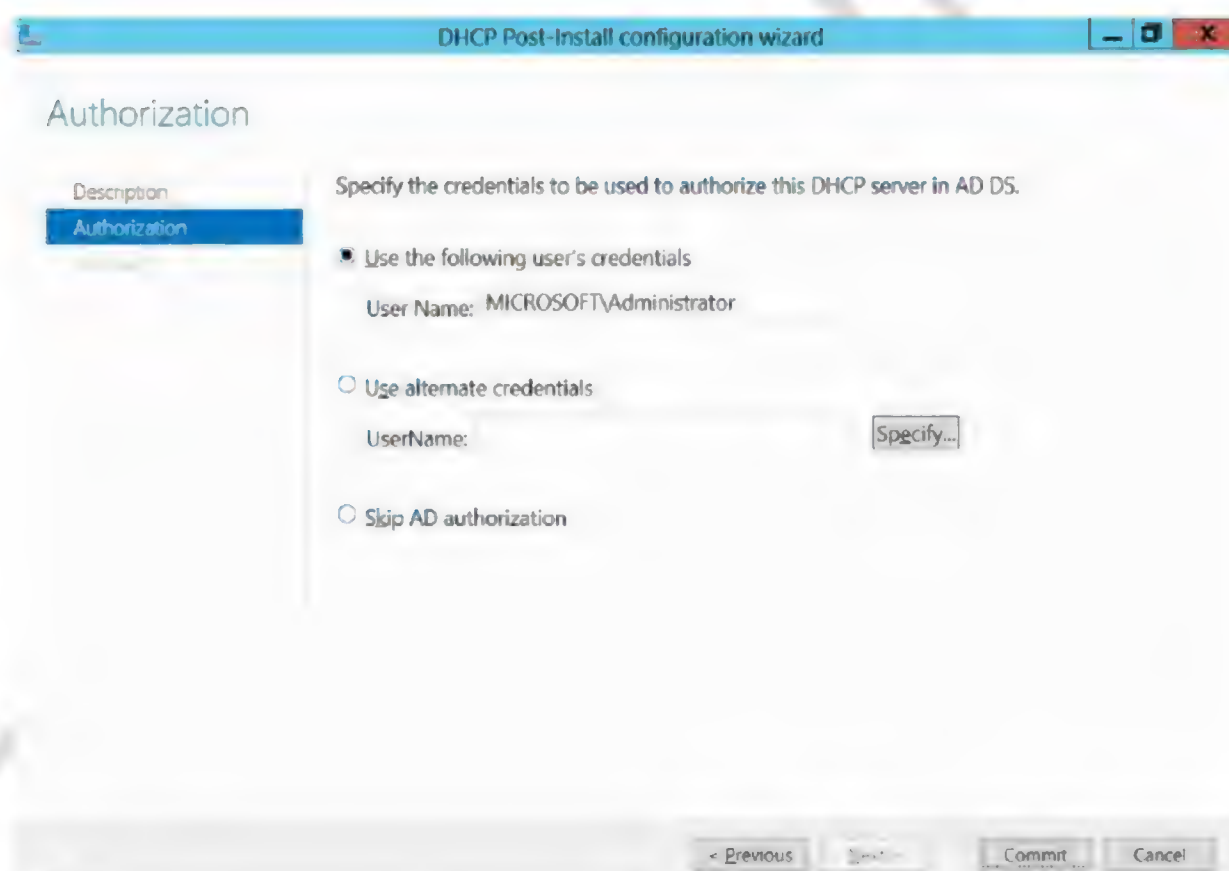 DHCP Post-Install configuration wizard
Authorization
Description
Authorization
Specify the credentials to be used to authorize this DHCP server in AD DS.
Use the following user's credentials
User Name: MICROSOFT\Administrator
Use alternate credentials
UserName:
Specify...
Skip AD authorization
< Previous
Commit
Cancel